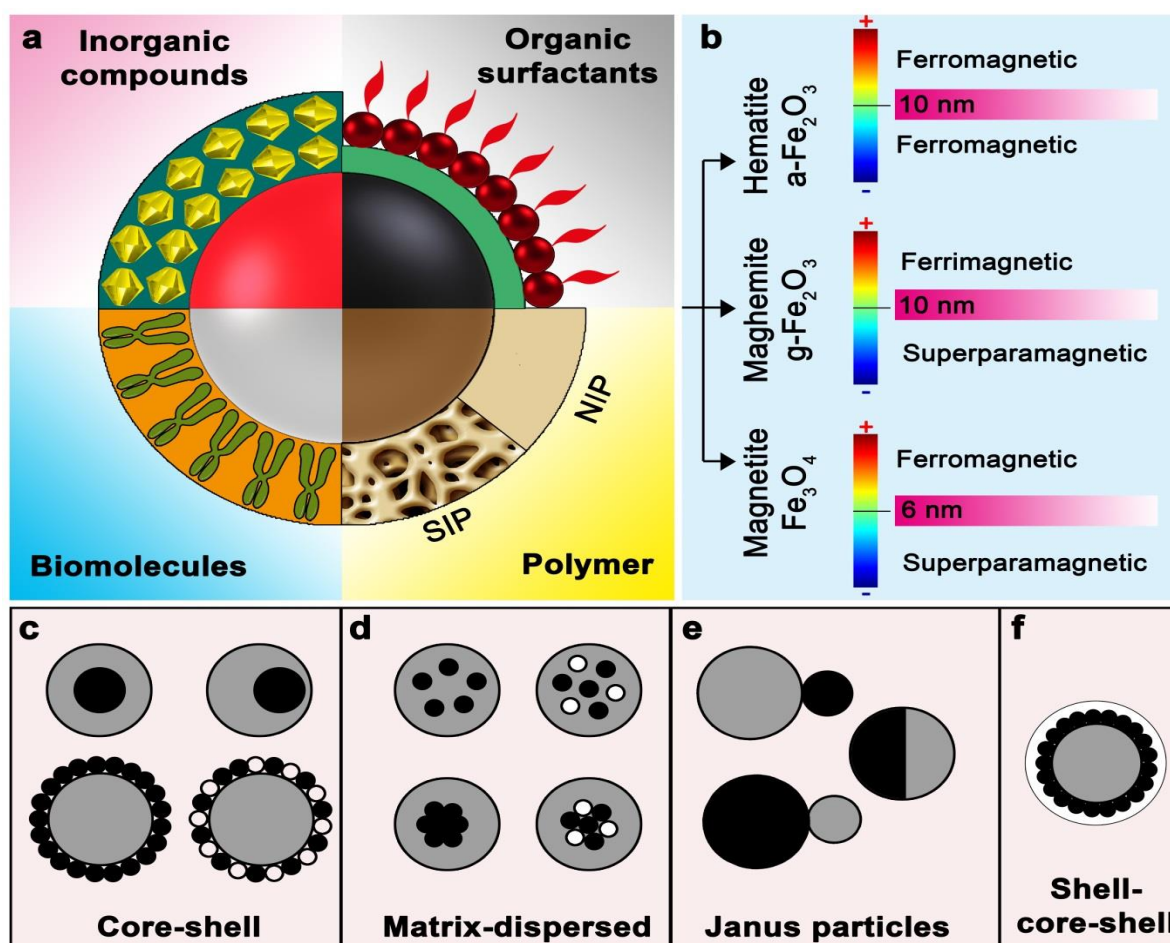 a
Inorganic
compounds
Organic
surfactants
NIP
SIP
Biomolecules
Polymer
b
Hematite
a-Fe₂O₃
+
Ferromagnetic
10 nm
Ferromagnetic
-
Maghemite
g-Fe₂O₃
+
Ferrimagnetic
10 nm
Superparamagnetic
-
Magnetite
Fe₃O₄
+
Ferromagnetic
6 nm
Superparamagnetic
-
c
Core-shell
d
Matrix-dispersed
e
Janus particles
f
Shell-
core-shell